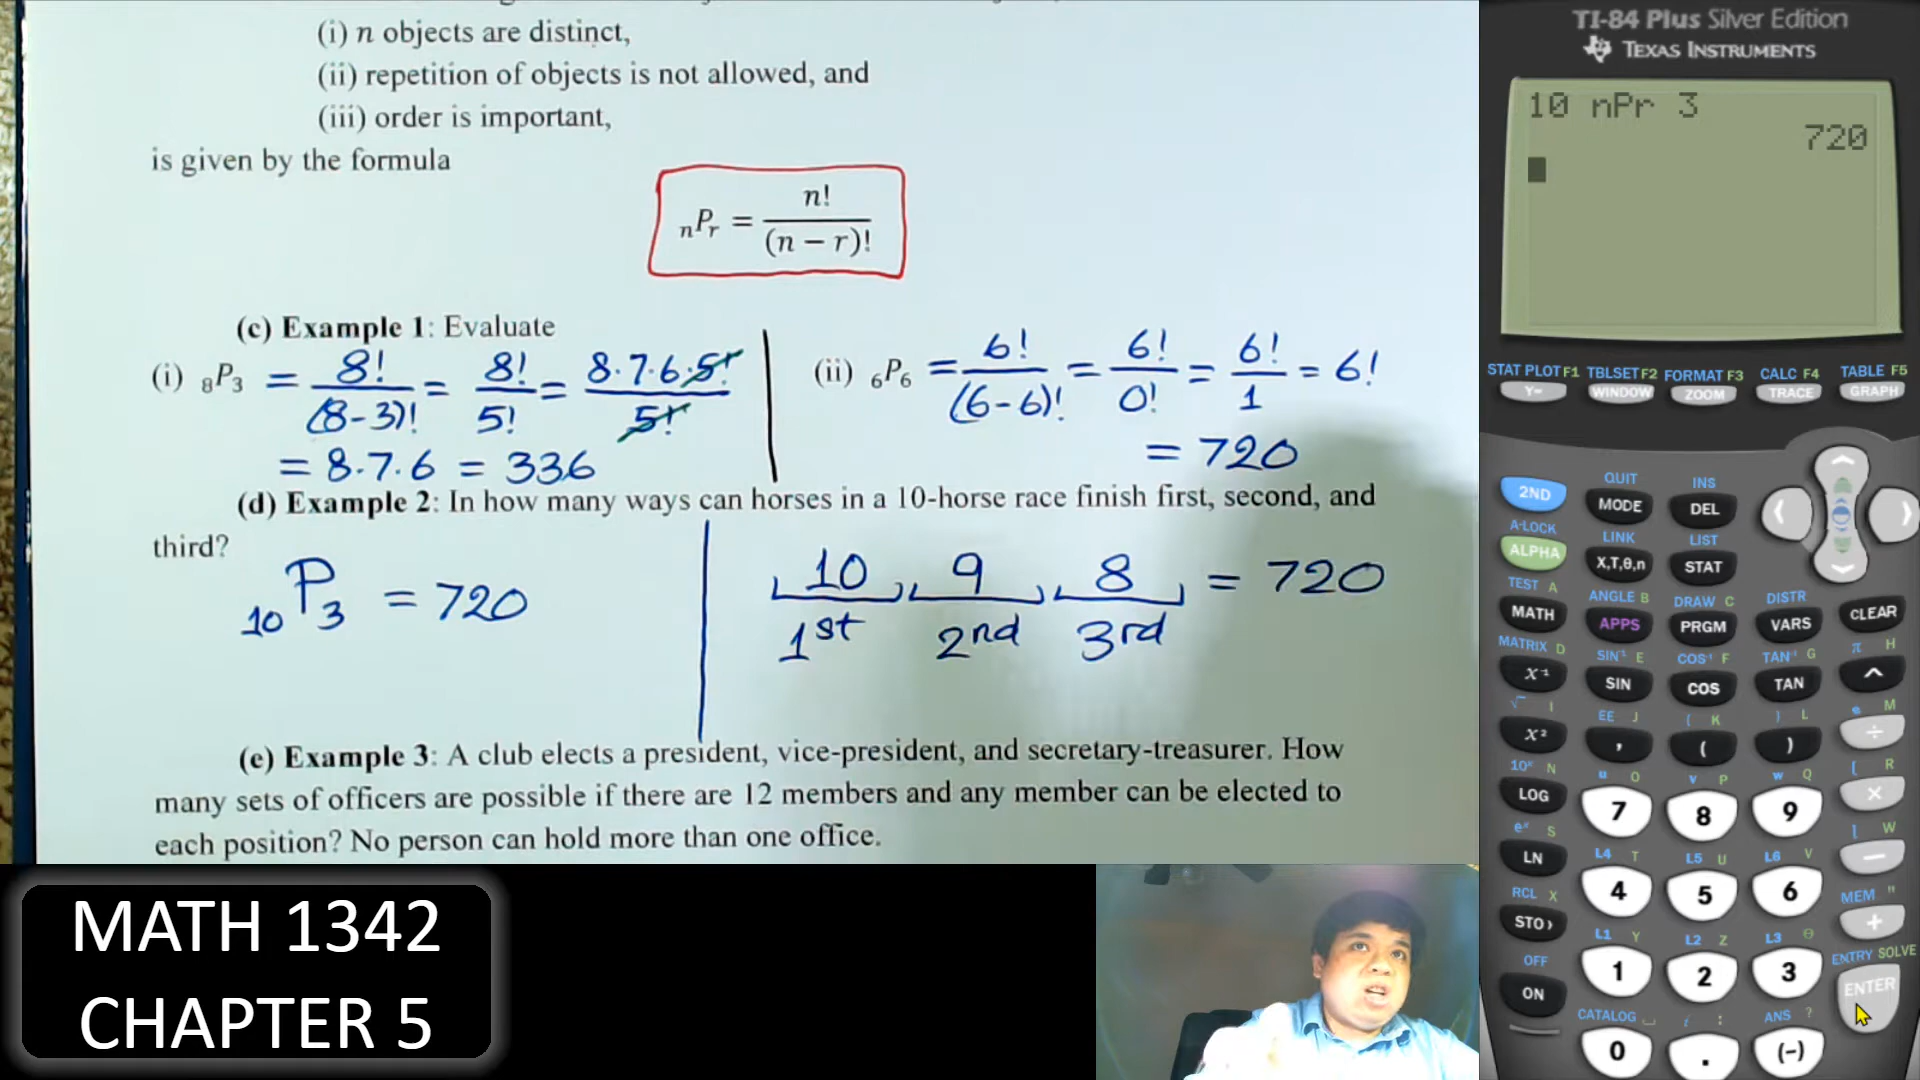 (i) n objects are distinct,
(ii) repetition of objects is not allowed, and
(iii) order is important,
is given by the formula
nPr = n! / (n − r)!
(c) Example 1: Evaluate
(i) 8P3 = 8! / (8-3)! = 8! / 5! = 8·7·6·5! / 5!
= 8·7·6 = 336
(ii) 6P6 = 6! / (6-6)! = 6! / 0! = 6! / 1 = 6!
= 720
(d) Example 2: In how many ways can horses in a 10-horse race finish first, second, and
third?
10P3 = 720
10 9 8 = 720
1st 2nd 3rd
(e) Example 3: A club elects a president, vice-president, and secretary-treasurer. How
many sets of officers are possible if there are 12 members and any member can be elected to
each position? No person can hold more than one office.
MATH 1342
CHAPTER 5
TI-84 Plus Silver Edition
TEXAS INSTRUMENTS
10 nPr 3
720
STAT PLOT F1 TBLSET F2 FORMAT F3 CALC F4 TABLE F5
Y= WINDOW ZOOM TRACE GRAPH
QUIT INS
2ND MODE DEL
A-LOCK LINK LIST
ALPHA X,T,θ,n STAT
TEST A ANGLE B DRAW C DISTR
MATH APPS PRGM VARS CLEAR
MATRIX D SIN⁻¹ E COS⁻¹ F TAN⁻¹ G π H
X⁻¹ SIN COS TAN ^
√ I EE J { K } L e M
X² , ( ) ÷
10ˣ N u O v P w Q [ R
LOG 7 8 9 ×
eˣ S L4 T L5 U L6 V ] W
LN 4 5 6 −
RCL X L1 Y L2 Z L3 θ MEM "
STO› 1 2 3 +
OFF CATALOG i : ANS ? ENTRY SOLVE
ON 0 . (−) ENTER